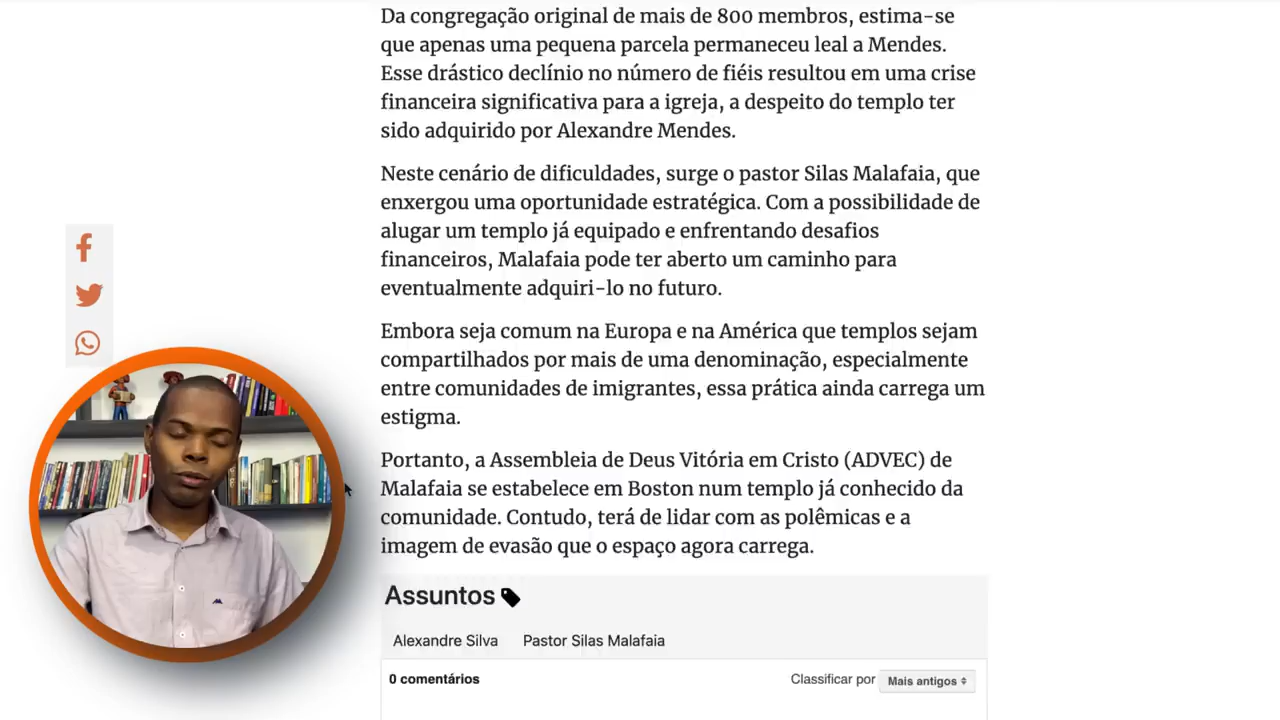 Da congregação original de mais de 800 membros, estima-se
que apenas uma pequena parcela permaneceu leal a Mendes.
Esse drástico declínio no número de fiéis resultou em uma crise
financeira significativa para a igreja, a despeito do templo ter
sido adquirido por Alexandre Mendes.
Neste cenário de dificuldades, surge o pastor Silas Malafaia, que
enxergou uma oportunidade estratégica. Com a possibilidade de
alugar um templo já equipado e enfrentando desafios
financeiros, Malafaia pode ter aberto um caminho para
eventualmente adquiri-lo no futuro.
Embora seja comum na Europa e na América que templos sejam
compartilhados por mais de uma denominação, especialmente
entre comunidades de imigrantes, essa prática ainda carrega um
estigma.
Portanto, a Assembleia de Deus Vitória em Cristo (ADVEC) de
Malafaia se estabelece em Boston num templo já conhecido da
comunidade. Contudo, terá de lidar com as polêmicas e a
imagem de evasão que o espaço agora carrega.
Assuntos
Alexandre Silva Pastor Silas Malafaia
0 comentários Classificar por Mais antigos